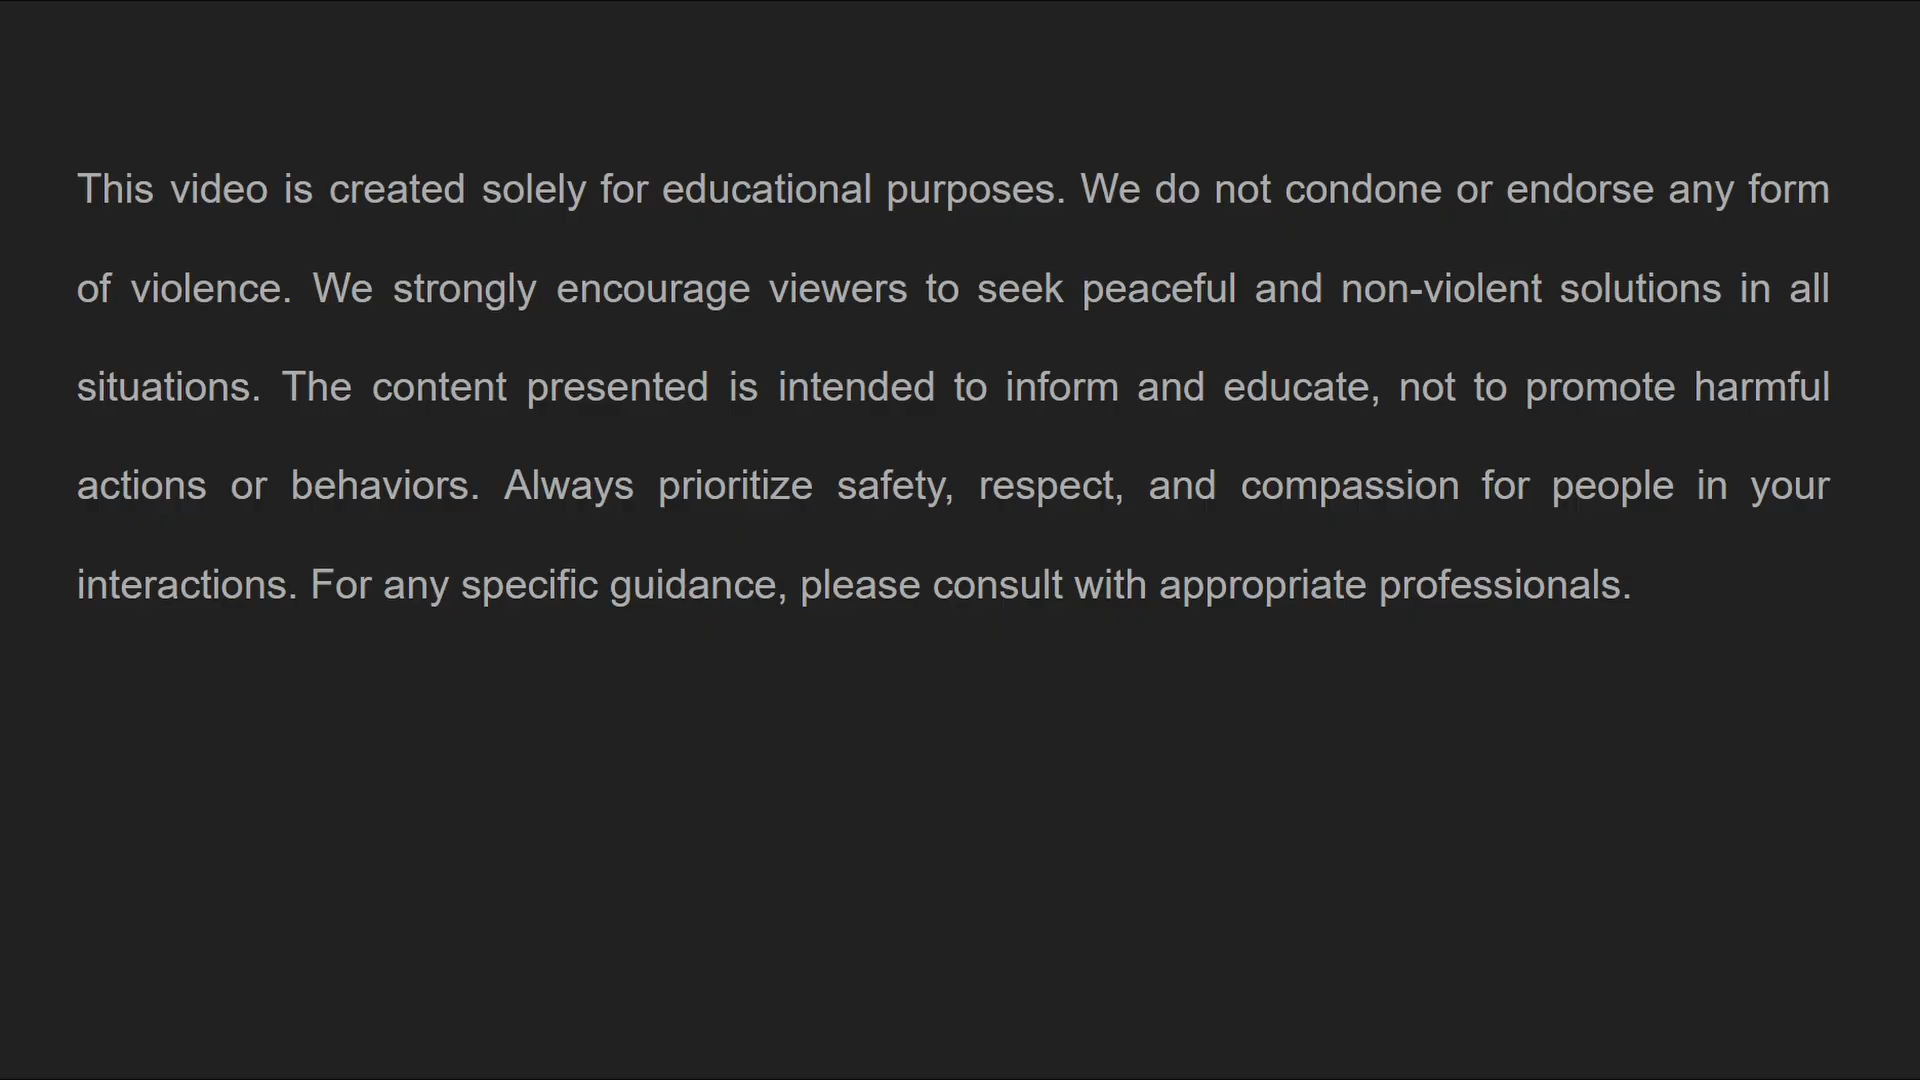 This video is created solely for educational purposes. We do not condone or endorse any form
of violence. We strongly encourage viewers to seek peaceful and non-violent solutions in all
situations. The content presented is intended to inform and educate, not to promote harmful
actions or behaviors. Always prioritize safety, respect, and compassion for people in your
interactions. For any specific guidance, please consult with appropriate professionals.